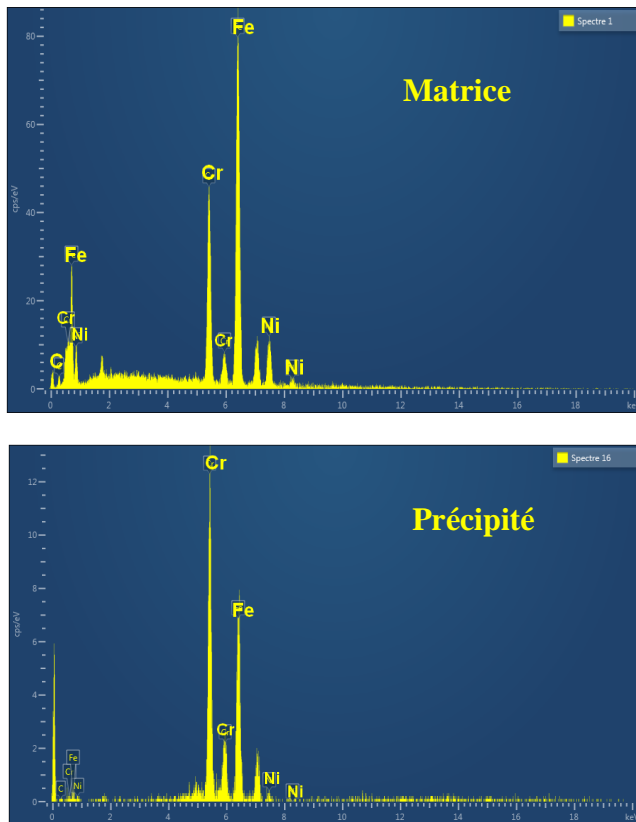 Spectre 1
Matrice
Fe
80
60
cps/eV
Cr
40
Fe
20
Cr
Ni
C
Cr
Ni
Ni
0
0 2 4 6 8 10 12 14 16 18 ke
Spectre 16
Précipité
Cr
12
10
8
Fe
cps/eV
6
4
Cr
2
Fe
Cr
C
Ni
Ni
Ni
0
0 2 4 6 8 10 12 14 16 18 ke